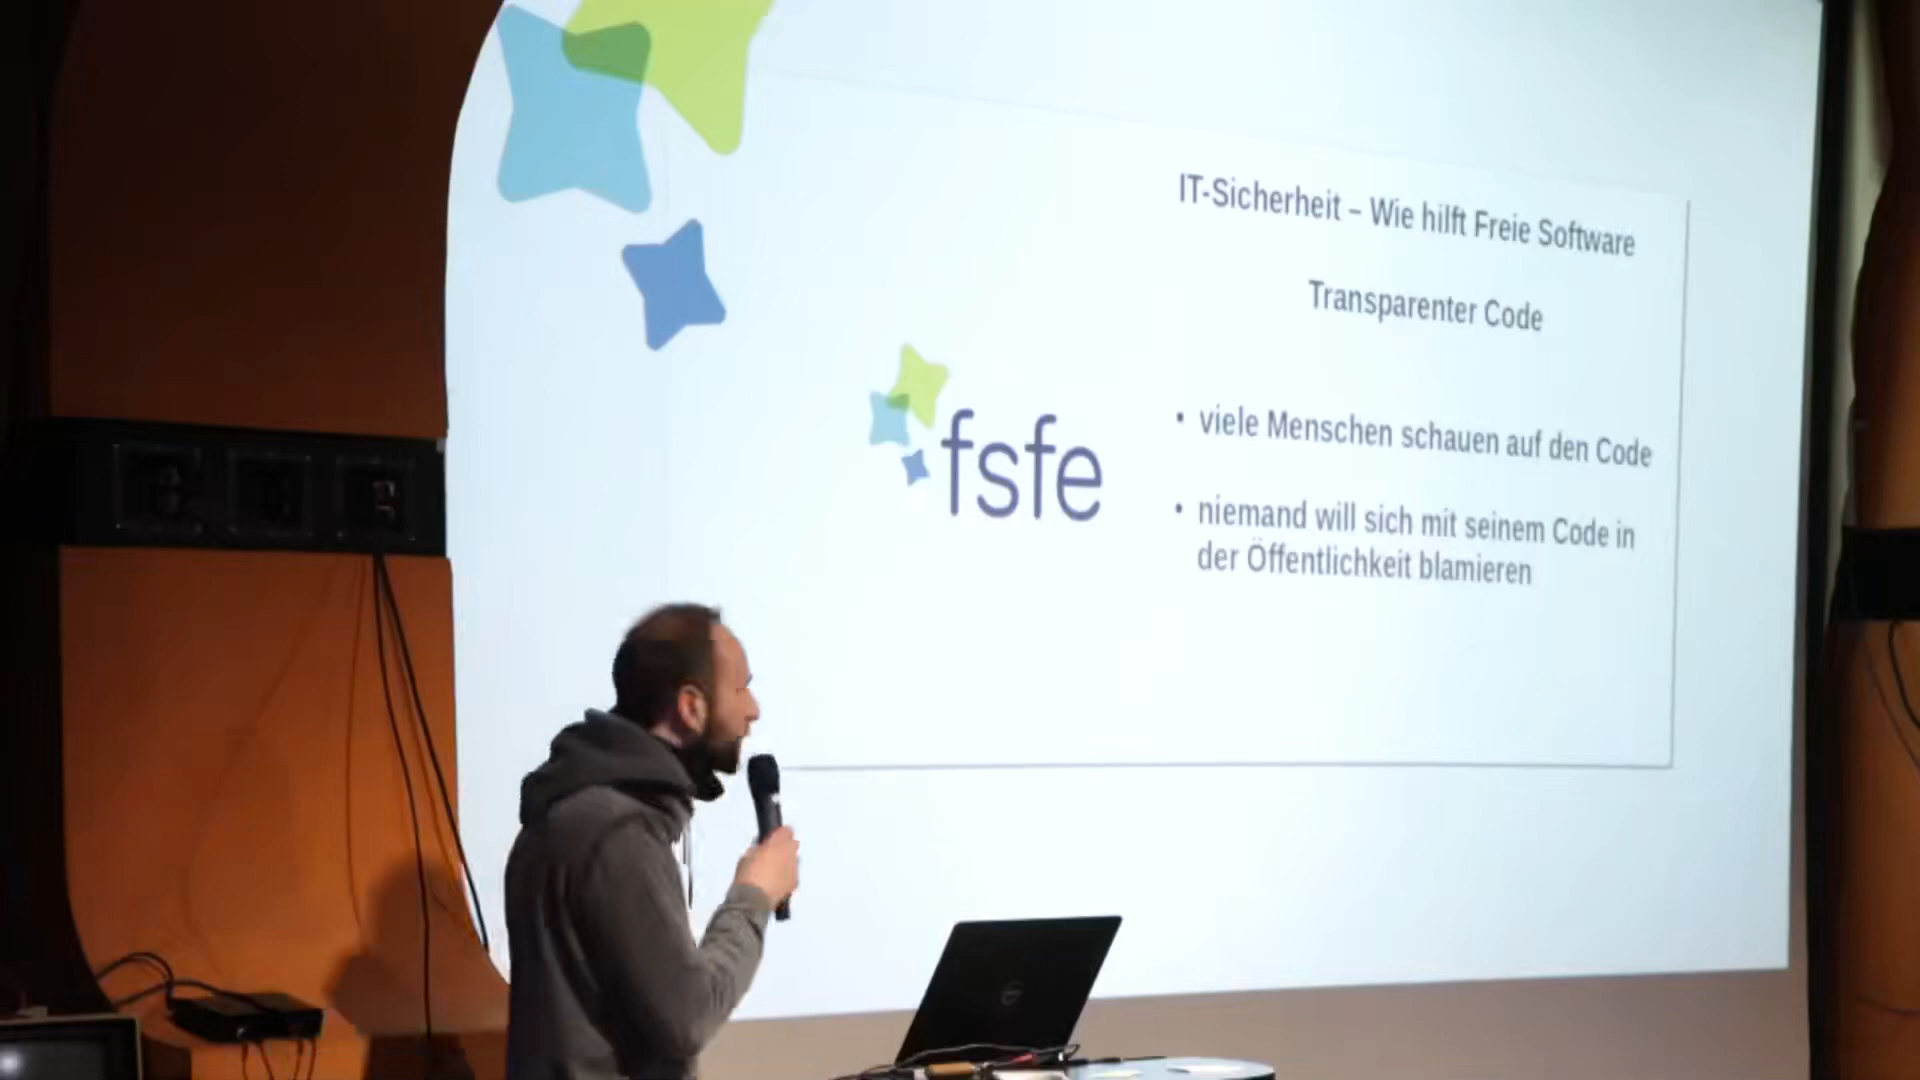 IT-Sicherheit – Wie hilft Freie Software
Transparenter Code
fsfe
• viele Menschen schauen auf den Code
• niemand will sich mit seinem Code in
der Öffentlichkeit blamieren